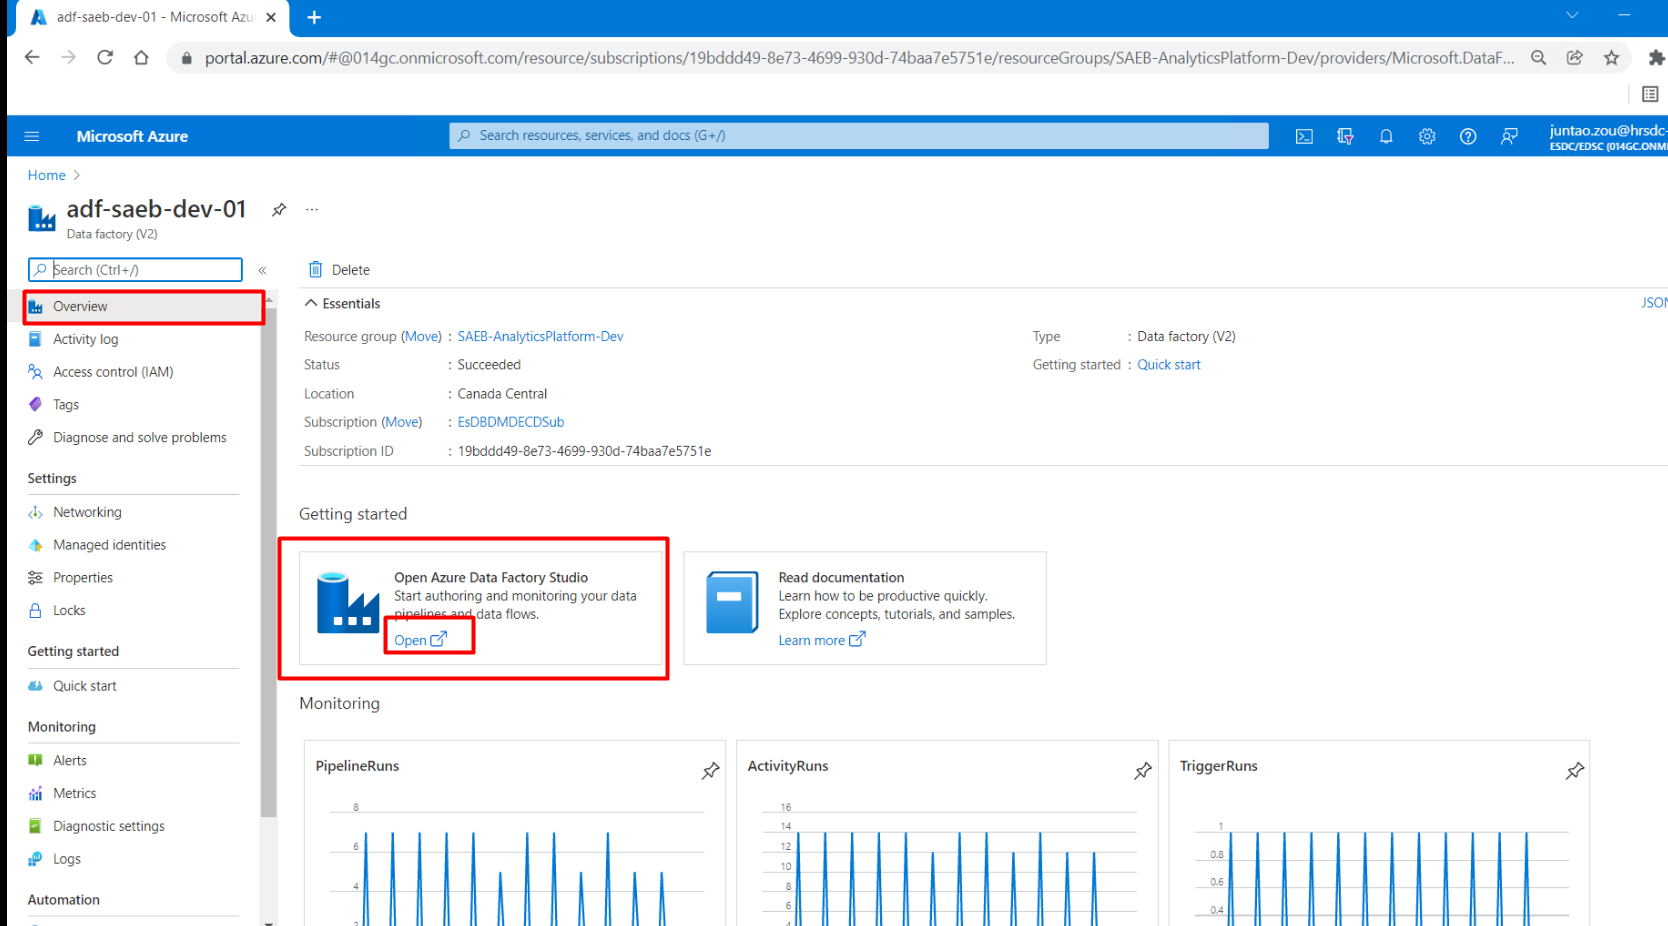 adf-saeb-dev-01 - Microsoft Azu
portal.azure.com/#@014gc.onmicrosoft.com/resource/subscriptions/19bddd49-8e73-4699-930d-74baa7e5751e/resourceGroups/SAEB-AnalyticsPlatform-Dev/providers/Microsoft.DataF...
Microsoft Azure
Search resources, services, and docs (G+/)
juntao.zou@hrsdc-
ESDC/EDSC (014GC.ONMI
Home >
adf-saeb-dev-01
...
Data factory (V2)
Search (Ctrl+/)
«
Overview
Activity log
Access control (IAM)
Tags
Diagnose and solve problems
Settings
Networking
Managed identities
Properties
Locks
Getting started
Quick start
Monitoring
Alerts
Metrics
Diagnostic settings
Logs
Automation
Delete
Essentials
JSON
Resource group (Move) : SAEB-AnalyticsPlatform-Dev
Status : Succeeded
Location : Canada Central
Subscription (Move) : EsDBDMDECDSub
Subscription ID : 19bddd49-8e73-4699-930d-74baa7e5751e
Type : Data factory (V2)
Getting started : Quick start
Getting started
Open Azure Data Factory Studio
Start authoring and monitoring your data
pipelines and data flows.
Open
Read documentation
Learn how to be productive quickly.
Explore concepts, tutorials, and samples.
Learn more
Monitoring
PipelineRuns
8
6
4
2
ActivityRuns
16
14
12
10
8
6
4
TriggerRuns
1
0.8
0.6
0.4